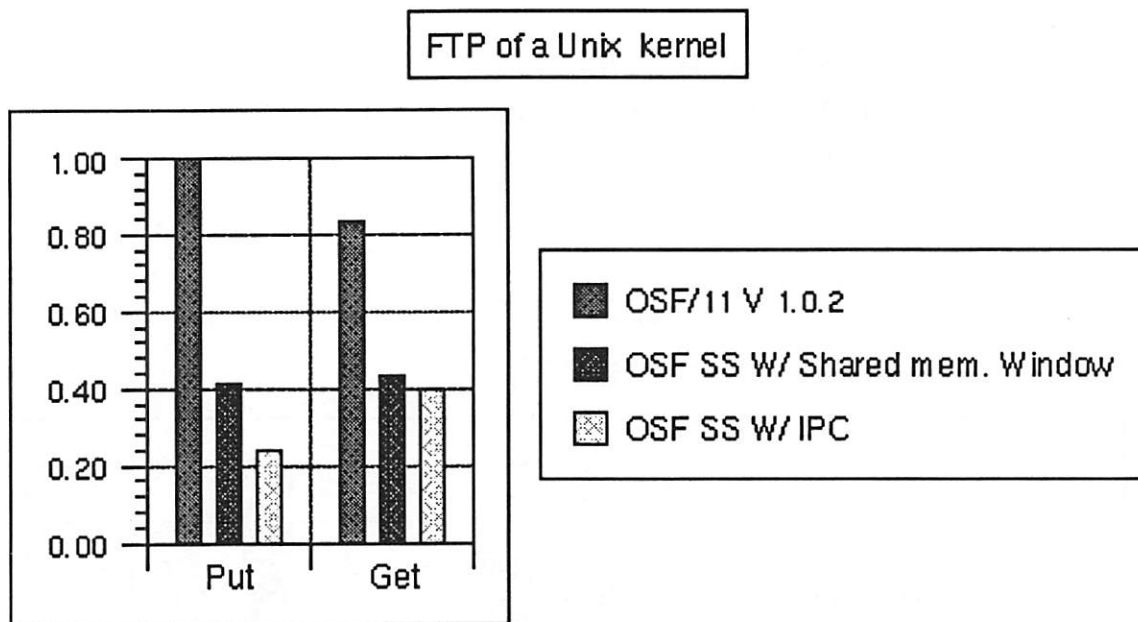 FTP of a Unix kernel
1.00
0.80
0.60
0.40
0.20
0.00
Put
Get
OSF/11 V 1.0.2
OSF SS W/ Shared mem. Window
OSF SS W/ IPC